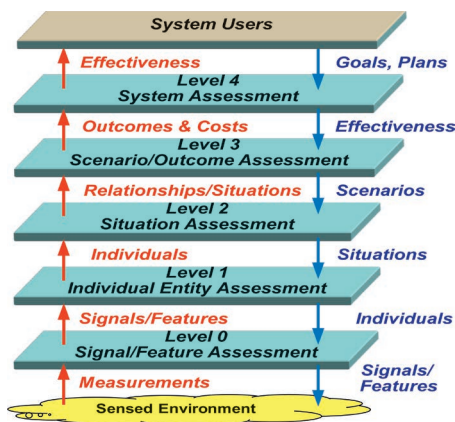 System Users
Effectiveness
Goals, Plans
Level 4
System Assessment
Outcomes & Costs
Effectiveness
Level 3
Scenario/Outcome Assessment
Relationships/Situations
Scenarios
Level 2
Situation Assessment
Individuals
Situations
Level 1
Individual Entity Assessment
Signals/Features
Individuals
Level 0
Signal/Feature Assessment
Measurements
Signals/
Features
Sensed Environment